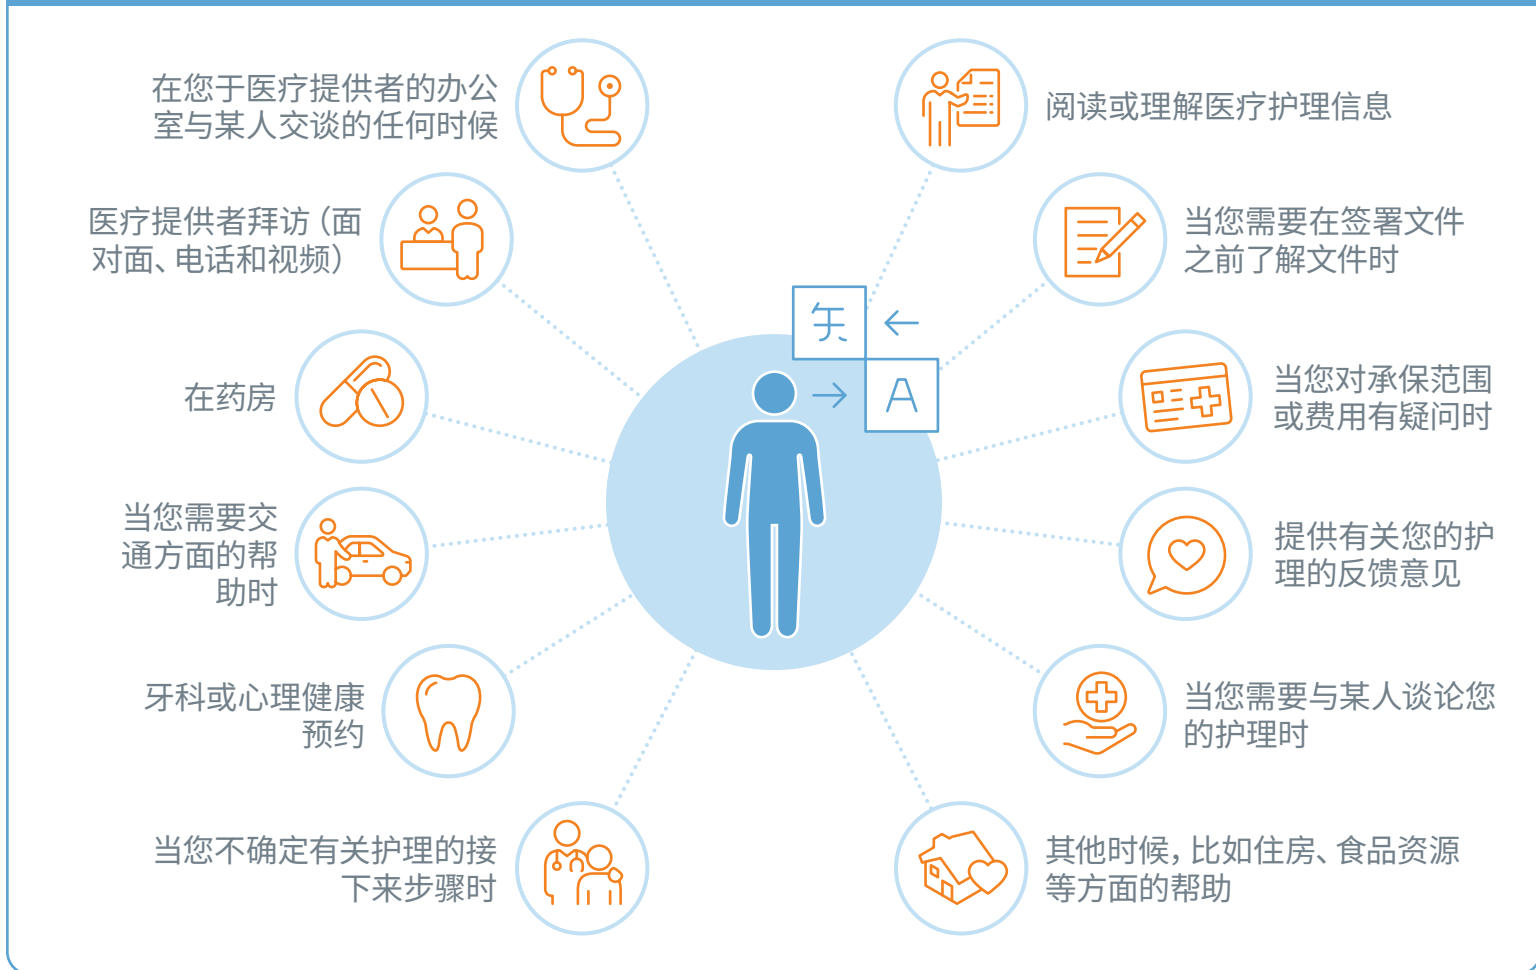 在您于医疗提供者的办公
室与某人交谈的任何时候
医疗提供者拜访（面
对面、电话和视频）
在药房
当您需要交
通方面的帮
助时
牙科或心理健康
预约
当您不确定有关护理的接
下来步骤时
A
阅读或理解医疗护理信息
当您需要在签署文件
之前了解文件时
当您对承保范围
或费用有疑问时
提供有关您的护
理的反馈意见
当您需要与某人谈论您
的护理时
其他时候，比如住房、食品资源
等方面的帮助